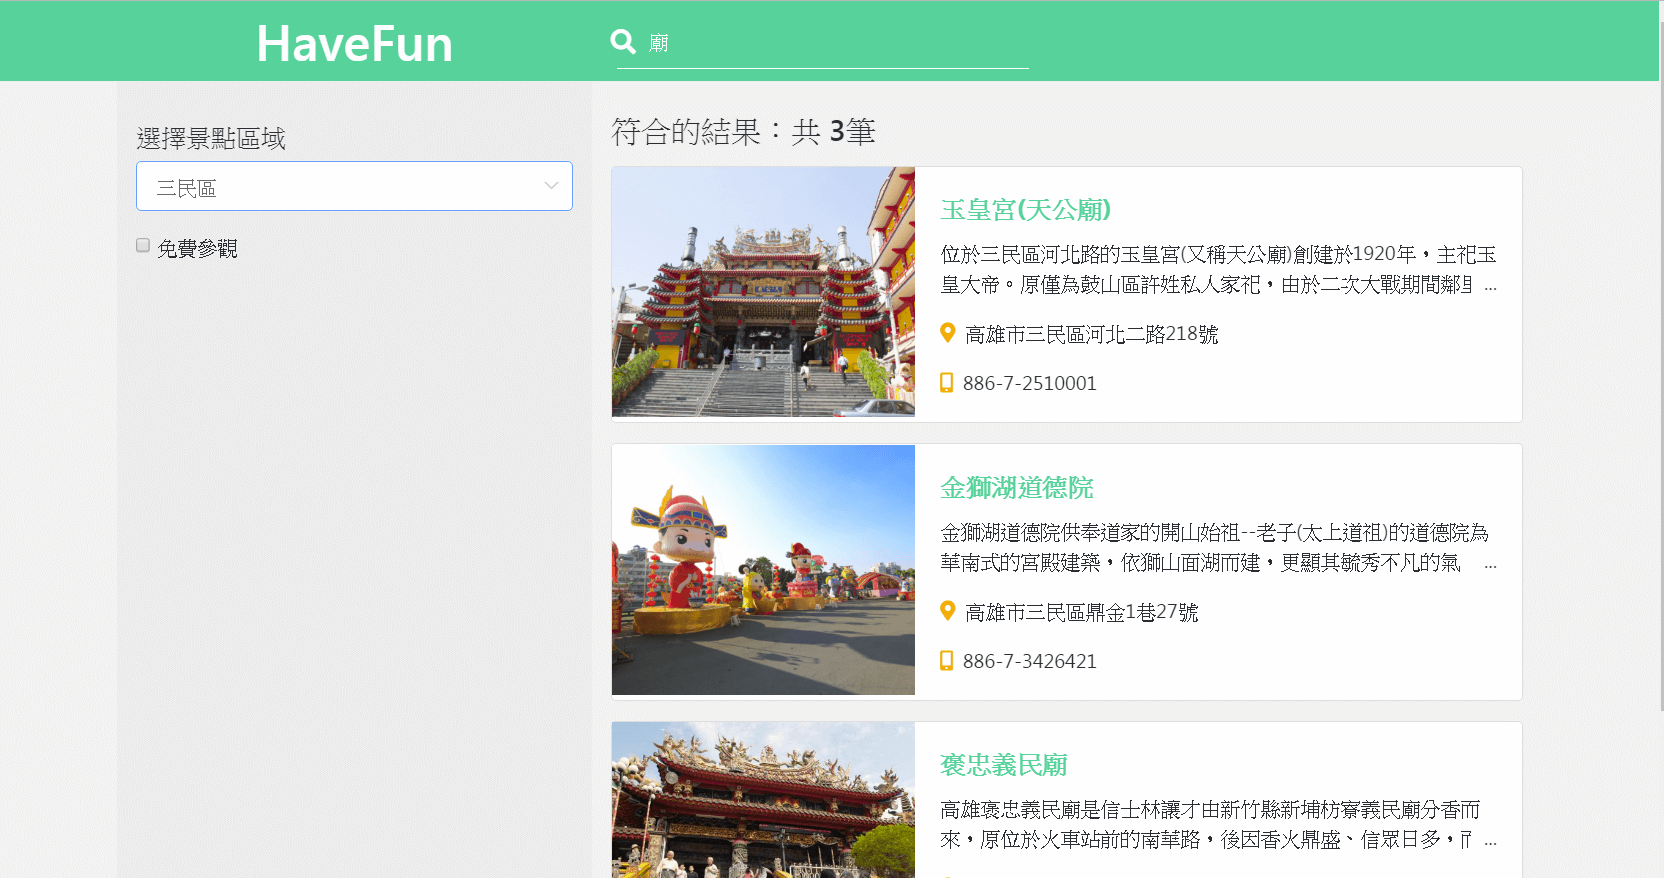 HaveFun
廟
選擇景點區域
三民區
免費參觀
符合的結果：共 3筆
玉皇宮(天公廟)
位於三民區河北路的玉皇宮(又稱天公廟)創建於1920年，主祀玉
皇大帝。原僅為鼓山區許姓私人家祀，由於二次大戰期間鄰里 ...
高雄市三民區河北二路218號
886-7-2510001
金獅湖道德院
金獅湖道德院供奉道家的開山始祖--老子(太上道祖)的道德院為
華南式的宮殿建築，依獅山面湖而建，更顯其毓秀不凡的氣 ...
高雄市三民區鼎金1巷27號
886-7-3426421
褒忠義民廟
高雄褒忠義民廟是信士林讓才由新竹縣新埔枋寮義民廟分香而
來，原位於火車站前的南華路，後因香火鼎盛、信眾日多，而 ...